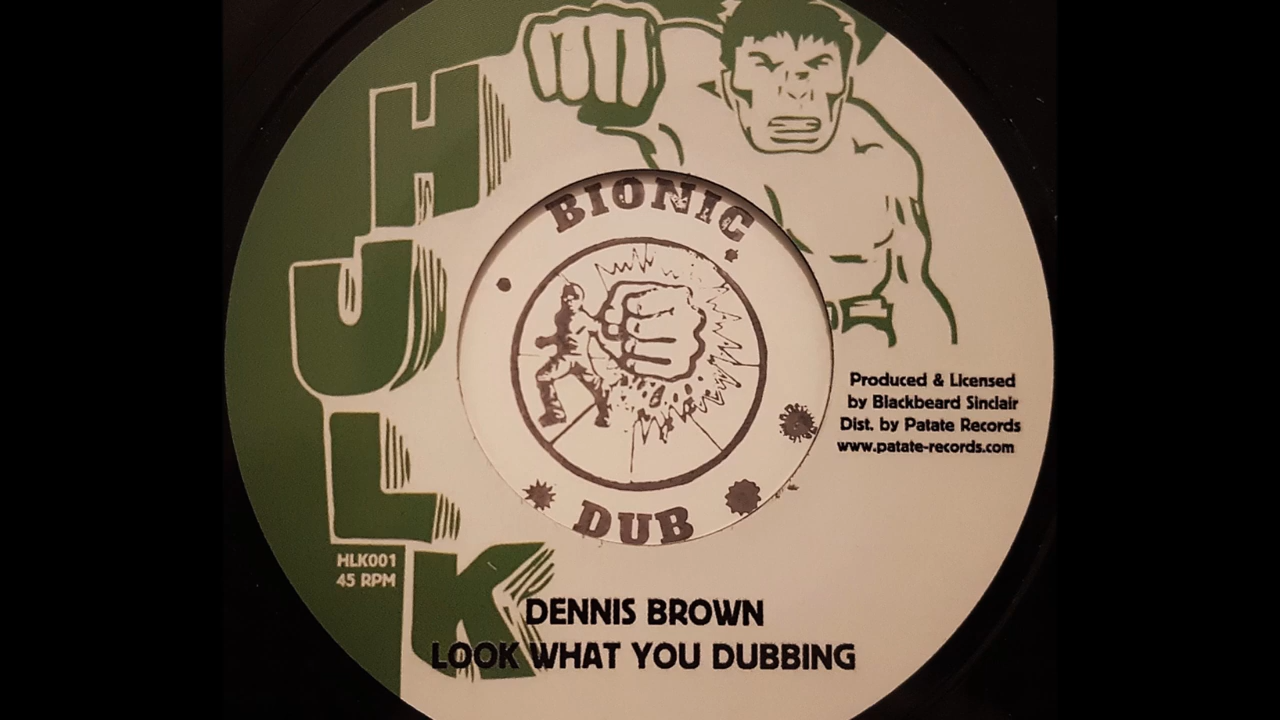 HULK
BIONIC
DUB
Produced & Licensed
by Blackbeard Sinclair
Dist. by Patate Records
www.patate-records.com
HLK001
45 RPM
DENNIS BROWN
LOOK WHAT YOU DUBBING